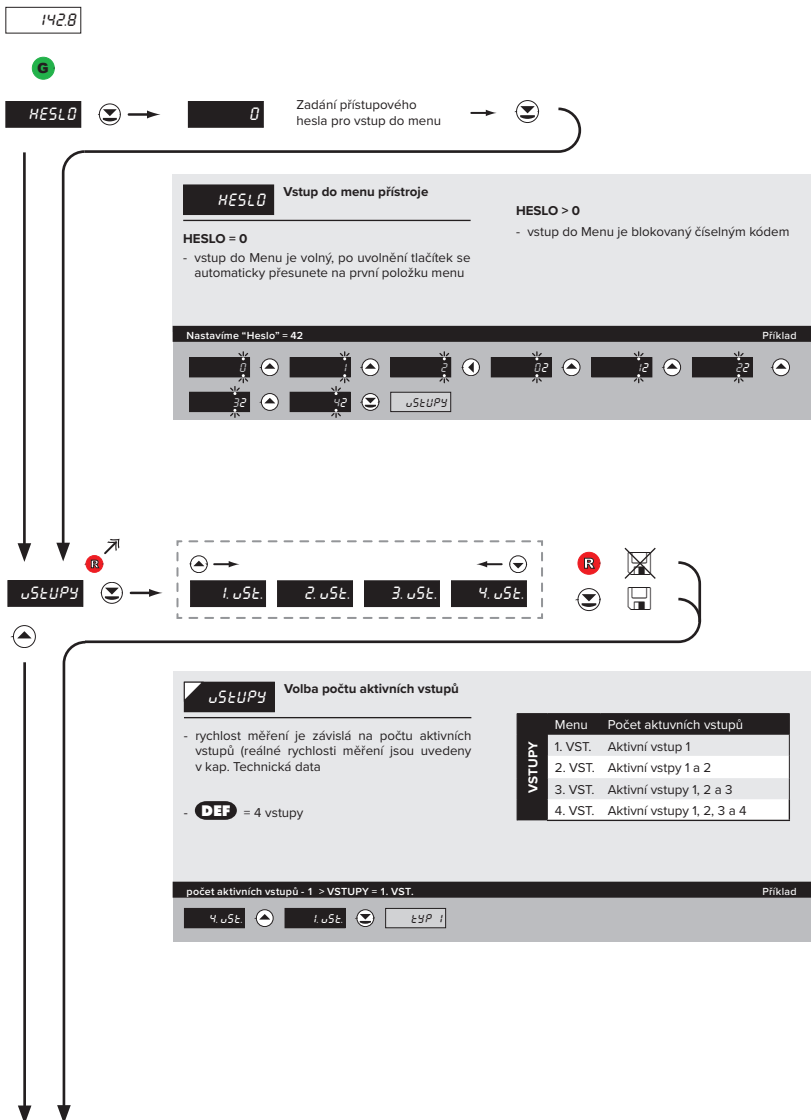 142.8
G
HESLO
0
Zadání přístupového
hesla pro vstup do menu
HESLO
Vstup do menu přístroje
HESLO = 0
- vstup do Menu je volný, po uvolnění tlačítek se
automaticky přesunete na první položku menu
HESLO > 0
- vstup do Menu je blokovaný číselným kódem
Nastavíme “Heslo” = 42
Příklad
0 1 2 02 12 22
32 42 VSTUPY
R
VSTUPY
1. VST. 2. VST. 3. VST. 4. VST.
R
VSTUPY
Volba počtu aktivních vstupů
- rychlost měření je závislá na počtu aktivních
vstupů (reálné rychlosti měření jsou uvedeny
v kap. Technická data
- DEF = 4 vstupy
VSTUPY
Menu Počet aktuvních vstupů
1. VST. Aktivní vstup 1
2. VST. Aktivní vstpy 1 a 2
3. VST. Aktivní vstupy 1, 2 a 3
4. VST. Aktivní vstupy 1, 2, 3 a 4
počet aktivních vstupů - 1 > VSTUPY = 1. VST.
Příklad
4. VST. 1. VST. TYP 1